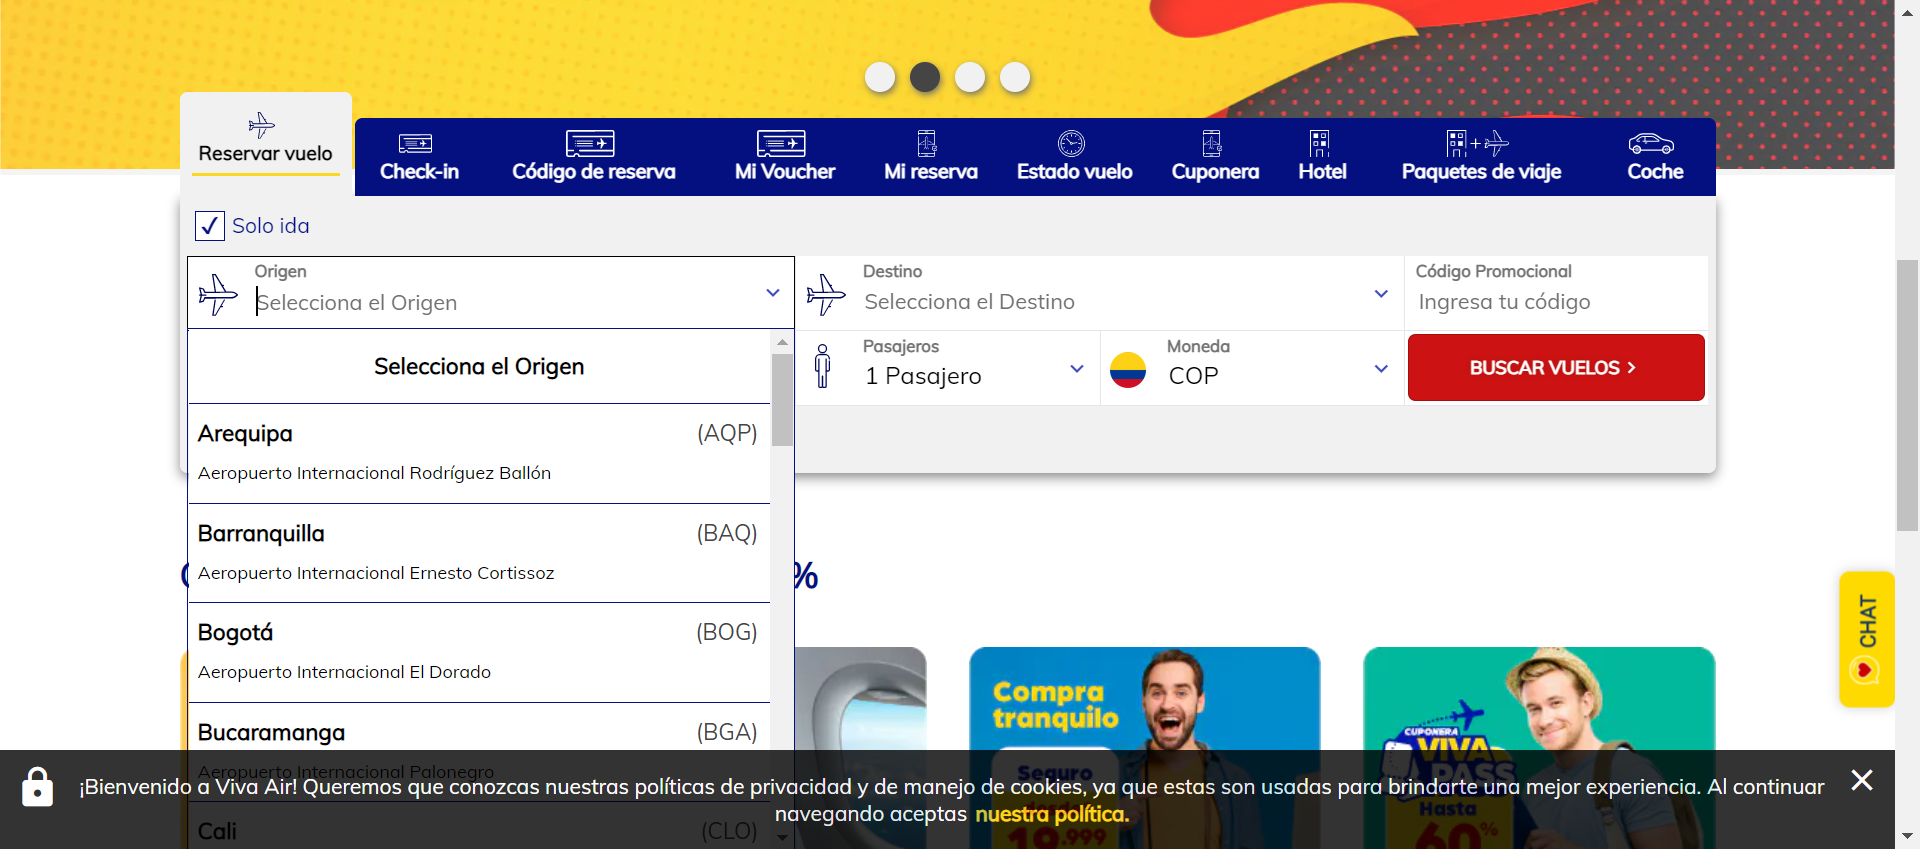 Reservar vuelo
Check-in
Código de reserva
Mi Voucher
Mi reserva
Estado vuelo
Cuponera
Hotel
Paquetes de viaje
Coche
Solo ida
Origen
Selecciona el Origen
Destino
Selecciona el Destino
Código Promocional
Ingresa tu código
Pasajeros
1 Pasajero
Moneda
COP
BUSCAR VUELOS
Selecciona el Origen
Arequipa (AQP)
Aeropuerto Internacional Rodríguez Ballón
Barranquilla (BAQ)
Aeropuerto Internacional Ernesto Cortissoz
Bogotá (BOG)
Aeropuerto Internacional El Dorado
Bucaramanga (BGA)
Aeropuerto Internacional Palonegro
Cali (CLO)
%
Compra
tranquilo
Seguro
19.999
CUPONERA
VIVA
PASS
Hasta
60%
CHAT
¡Bienvenido a Viva Air! Queremos que conozcas nuestras políticas de privacidad y de manejo de cookies, ya que estas son usadas para brindarte una mejor experiencia. Al continuar
navegando aceptas nuestra política.